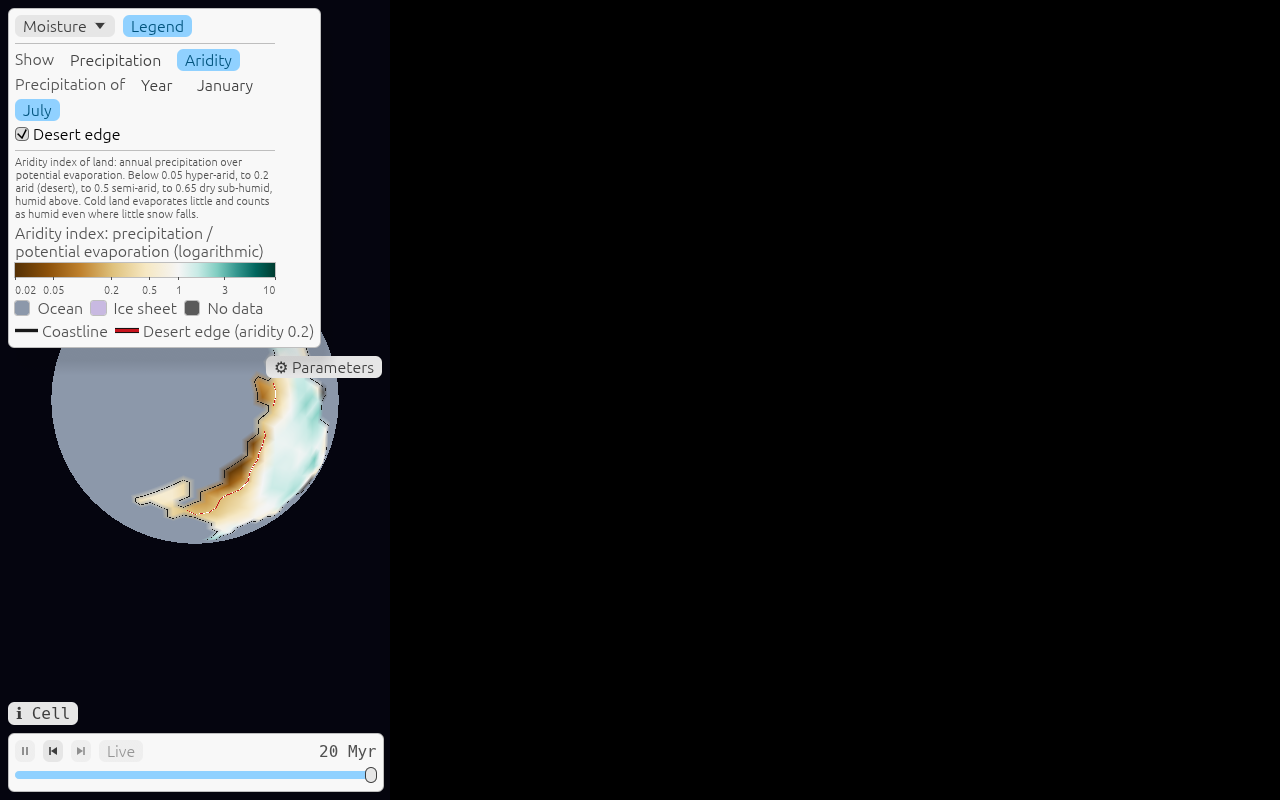 Moisture Legend
Show Precipitation Aridity
Precipitation of Year January
July
Desert edge
Aridity index of land: annual precipitation over
potential evaporation. Below 0.05 hyper-arid, to 0.2
arid (desert), to 0.5 semi-arid, to 0.65 dry sub-humid,
humid above. Cold land evaporates little and counts
as humid even where little snow falls.
Aridity index: precipitation /
potential evaporation (logarithmic)
0.02 0.05 0.2 0.5 1 3 10
Ocean Ice sheet No data
Coastline Desert edge (aridity 0.2)
⚙ Parameters
ℹ Cell
Live 20 Myr